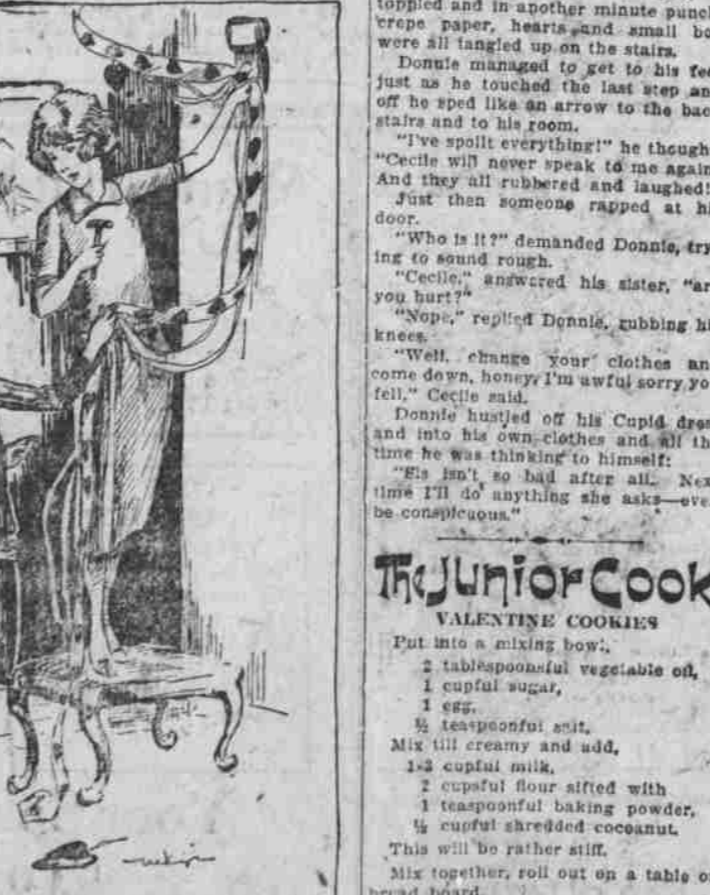 toppled and in another minute punch
crepe paper, hearts and small bo
were all tangled up on the stairs.
Donnie managed to get to his fee
just as he touched the last step an
off he sped like an arrow to the bac
stairs and to his room.
"I've spoilt everything!" he though
"Cecile will never speak to me again
And they all rubbered and laughed!
Just then someone rapped at hi
door.
"Who is it?" demanded Donnie, try
ing to sound rough.
"Cecile," answered his sister, "ar
you hurt?"
"Nope," replied Donnie, rubbing hi
knees.
"Well, change your clothes an
come down, honey, I'm awful sorry yo
fell," Cecile said.
Donnie hustled off his Cupid dres
and into his own clothes and all th
time he was thinking to himself:
"Sis isn't so bad after all. Nex
time I'll do anything she asks—eve
be conspicuous."
The Junior Cook
VALENTINE COOKIES
Put into a mixing bowl,
2 tablespoonsful vegetable oil,
1 cupful sugar,
1 egg,
½ teaspoonful salt,
Mix till creamy and add,
1-3 cupful milk,
2 cupsful flour sifted with
1 teaspoonful baking powder,
½ cupful shredded cocoanut.
This will be rather stiff.
Mix together, roll out on a table o
bread board